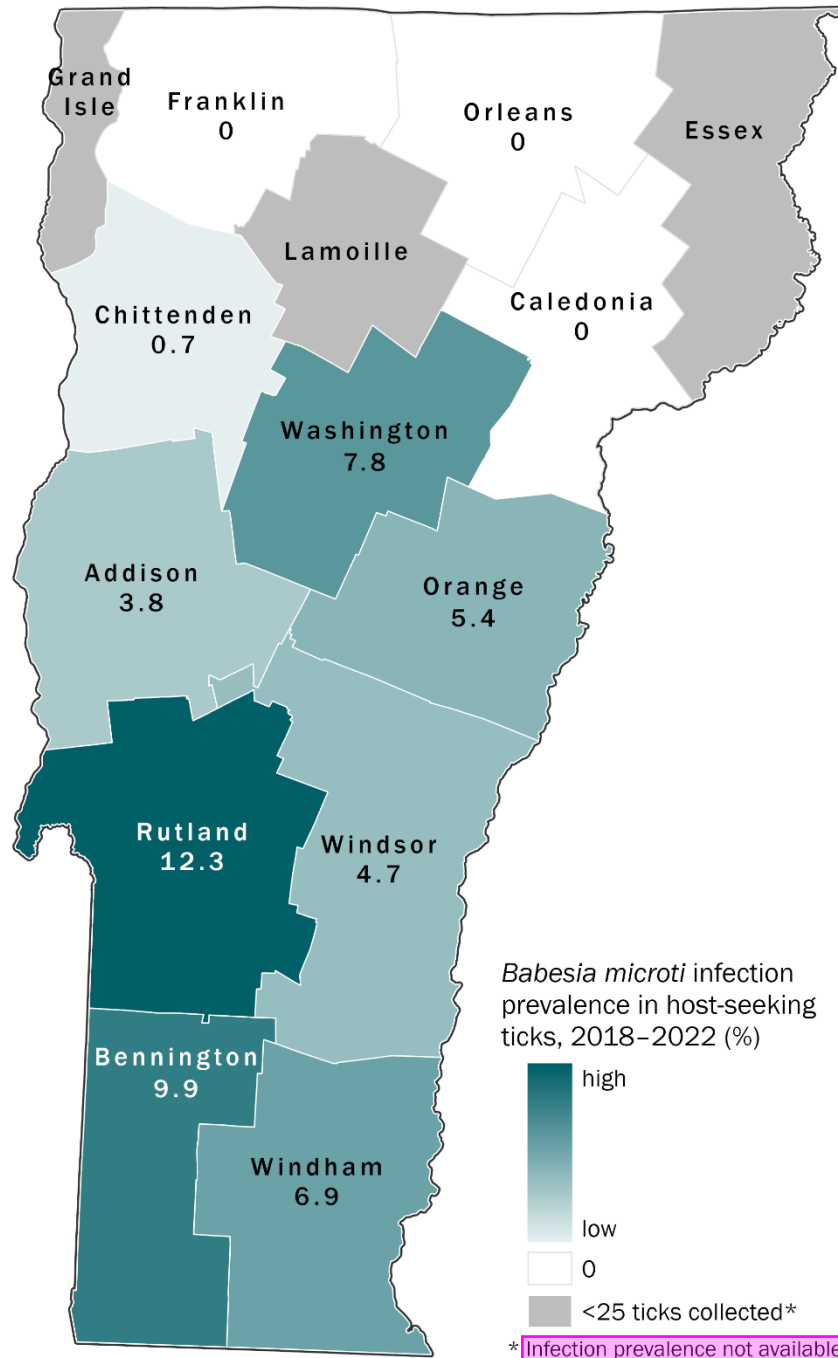 Grand
Isle
Franklin
0
Orleans
0
Essex
Lamoille
Chittenden
0.7
Caledonia
0
Washington
7.8
Addison
3.8
Orange
5.4
Rutland
12.3
Windsor
4.7
Bennington
9.9
Windham
6.9
Babesia microti infection
prevalence in host-seeking
ticks, 2018–2022 (%)
high
low
0
<25 ticks collected*
*Infection prevalence not available